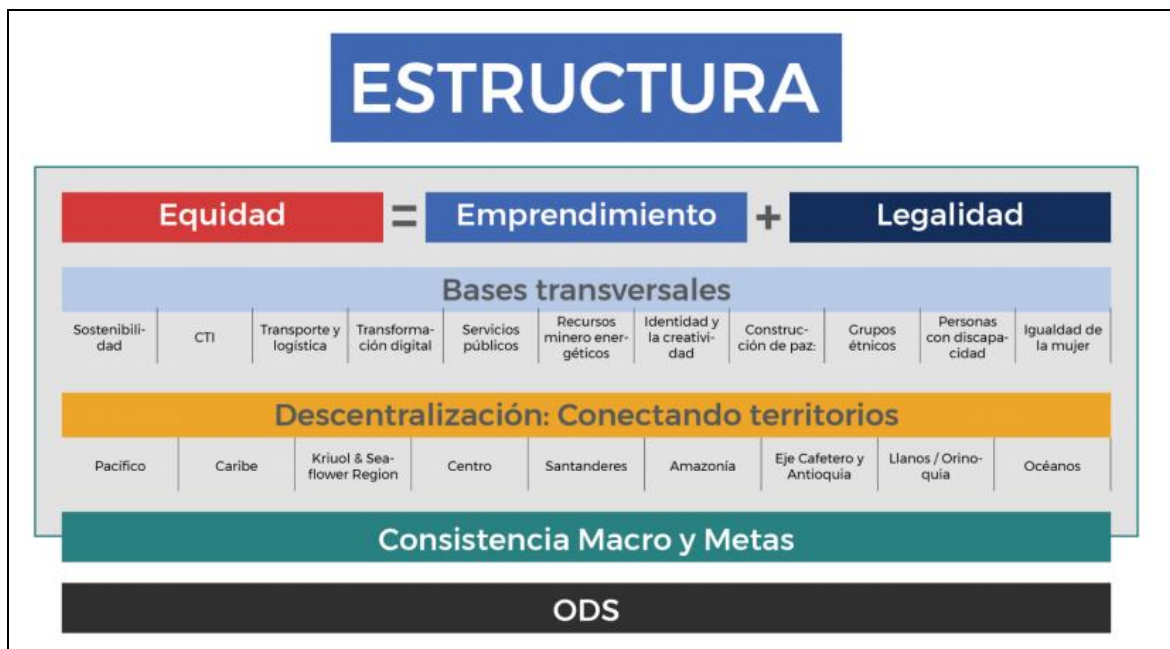 ESTRUCTURA
Equidad = Emprendimiento + Legalidad
Bases transversales
Sostenibili-
dad
CTI
Transporte y
logística
Transforma-
ción digital
Servicios
públicos
Recursos
minero ener-
géticos
Identidad y
la creativi-
dad
Construc-
ción de paz:
Grupos
étnicos
Personas
con discapa-
cidad
Igualdad de
la mujer
Descentralización: Conectando territorios
Pacífico
Caribe
Kriuol & Sea-
flower Region
Centro
Santanderes
Amazonía
Eje Cafetero y
Antioquia
Llanos / Orino-
quia
Océanos
Consistencia Macro y Metas
ODS